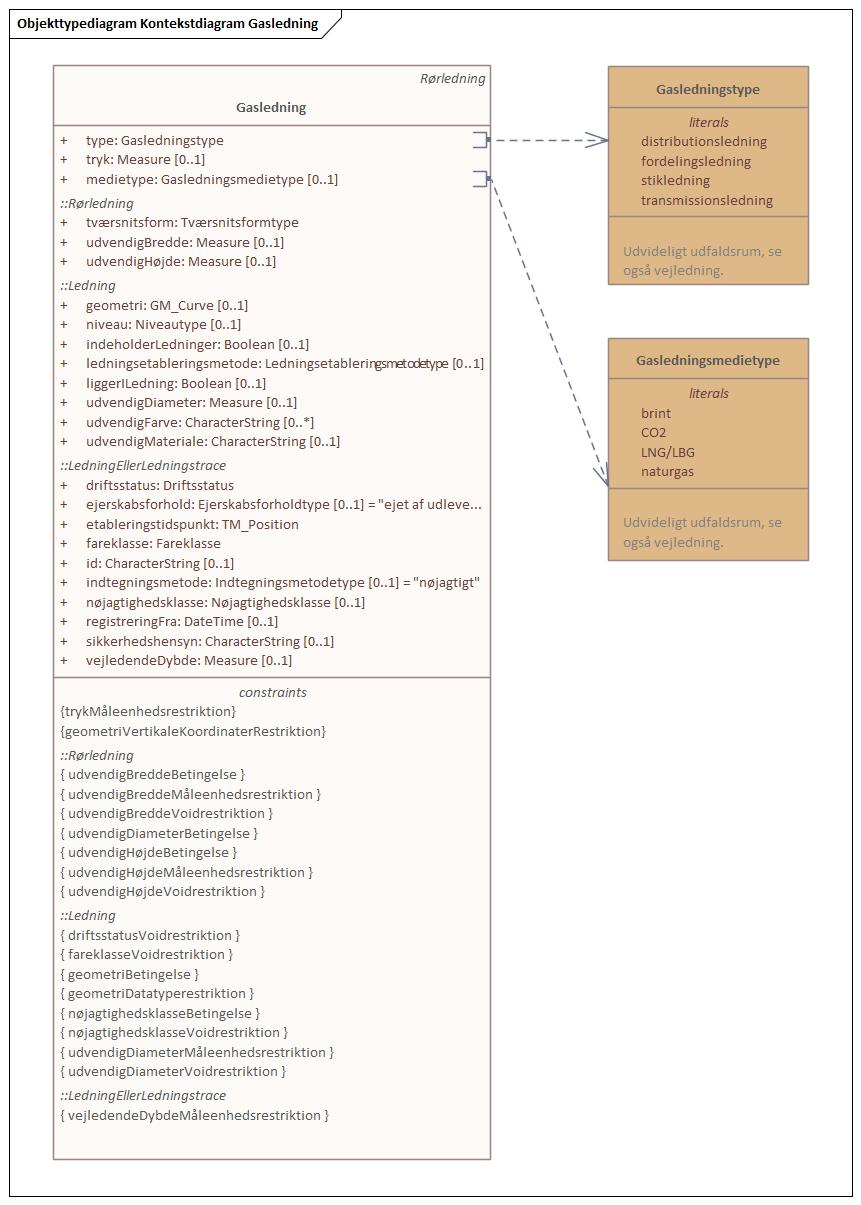 Objekttypediagram Kontekstdiagram Gasledning
Rørledning
Gasledning
+ type: Gasledningstype
+ tryk: Measure [0..1]
+ medietype: Gasledningsmedietype [0..1]
::Rørledning
+ tværsnitsform: Tværsnitsformtype
+ udvendigBredde: Measure [0..1]
+ udvendigHøjde: Measure [0..1]
::Ledning
+ geometri: GM_Curve [0..1]
+ niveau: Niveautype [0..1]
+ indeholderLedninger: Boolean [0..1]
+ ledningsetableringsmetode: Ledningsetableringsmetodetype [0..1]
+ liggerILedning: Boolean [0..1]
+ udvendigDiameter: Measure [0..1]
+ udvendigFarve: CharacterString [0..*]
+ udvendigMateriale: CharacterString [0..1]
::LedningEllerLedningstrace
+ driftsstatus: Driftsstatus
+ ejerskabsforhold: Ejerskabsforholdtype [0..1] = "ejet af udleve...
+ etableringstidspunkt: TM_Position
+ fareklasse: Fareklasse
+ id: CharacterString [0..1]
+ indtegningsmetode: Indtegningsmetodetype [0..1] = "nøjagtigt"
+ nøjagtighedsklasse: Nøjagtighedsklasse [0..1]
+ registreringFra: DateTime [0..1]
+ sikkerhedshensyn: CharacterString [0..1]
+ vejledendeDybde: Measure [0..1]
constraints
{trykMåleenhedsrestriktion}
{geometriVertikaleKoordinaterRestriktion}
::Rørledning
{ udvendigBreddeBetingelse }
{ udvendigBreddeMåleenhedsrestriktion }
{ udvendigBreddeVoidrestriktion }
{ udvendigDiameterBetingelse }
{ udvendigHøjdeBetingelse }
{ udvendigHøjdeMåleenhedsrestriktion }
{ udvendigHøjdeVoidrestriktion }
::Ledning
{ driftsstatusVoidrestriktion }
{ fareklasseVoidrestriktion }
{ geometriBetingelse }
{ geometriDatatyperestriktion }
{ nøjagtighedsklasseBetingelse }
{ nøjagtighedsklasseVoidrestriktion }
{ udvendigDiameterMåleenhedsrestriktion }
{ udvendigDiameterVoidrestriktion }
::LedningEllerLedningstrace
{ vejledendeDybdeMåleenhedsrestriktion }
Gasledningstype
literals
distributionsledning
fordelingsledning
stikledning
transmissionsledning
Udvideligt udfaldsrum, se
også vejledning.
Gasledningsmedietype
literals
brint
CO2
LNG/LBG
naturgas
Udvideligt udfaldsrum, se
også vejledning.